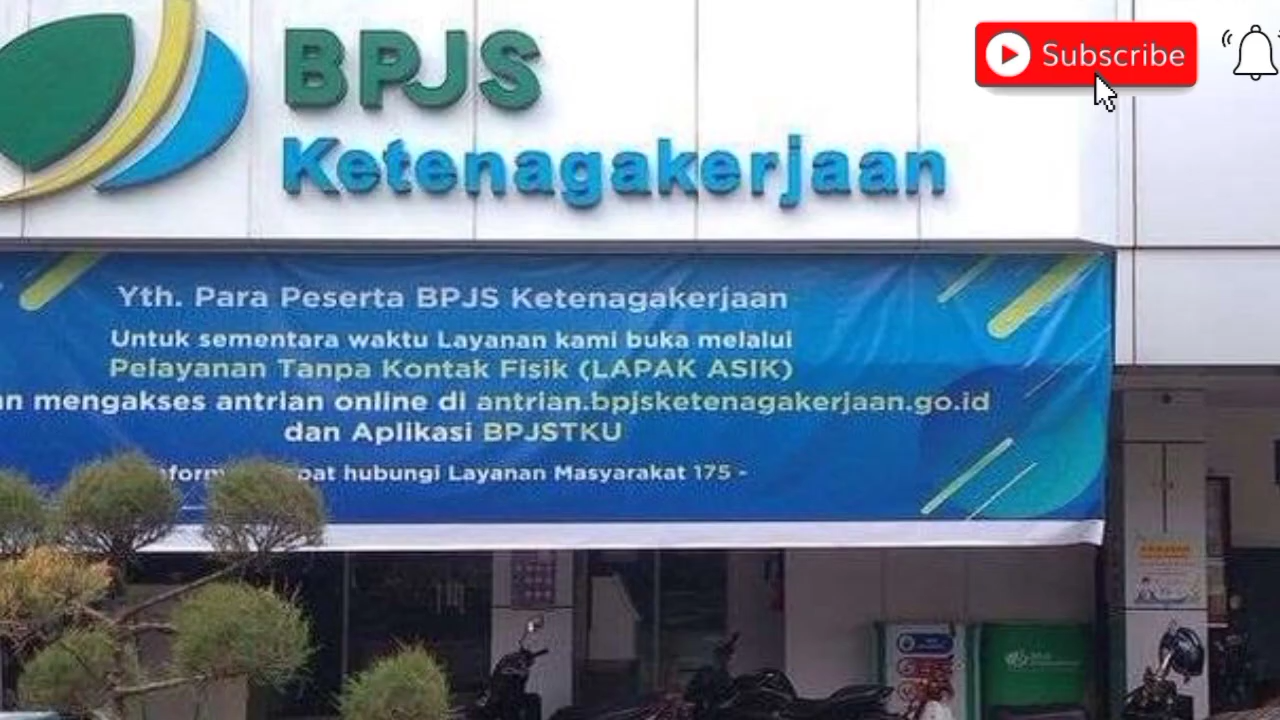 BPJS
Ketenagakerjaan
Subscribe
Yth. Para Peserta BPJS Ketenagakerjaan
Untuk sementara waktu Layanan kami buka melalui
Pelayanan Tanpa Kontak Fisik (LAPAK ASIK)
an mengakses antrian online di antrian.bpjsketenagakerjaan.go.id
dan Aplikasi BPJSTKU
hubungi Layanan Masyarakat 175 -